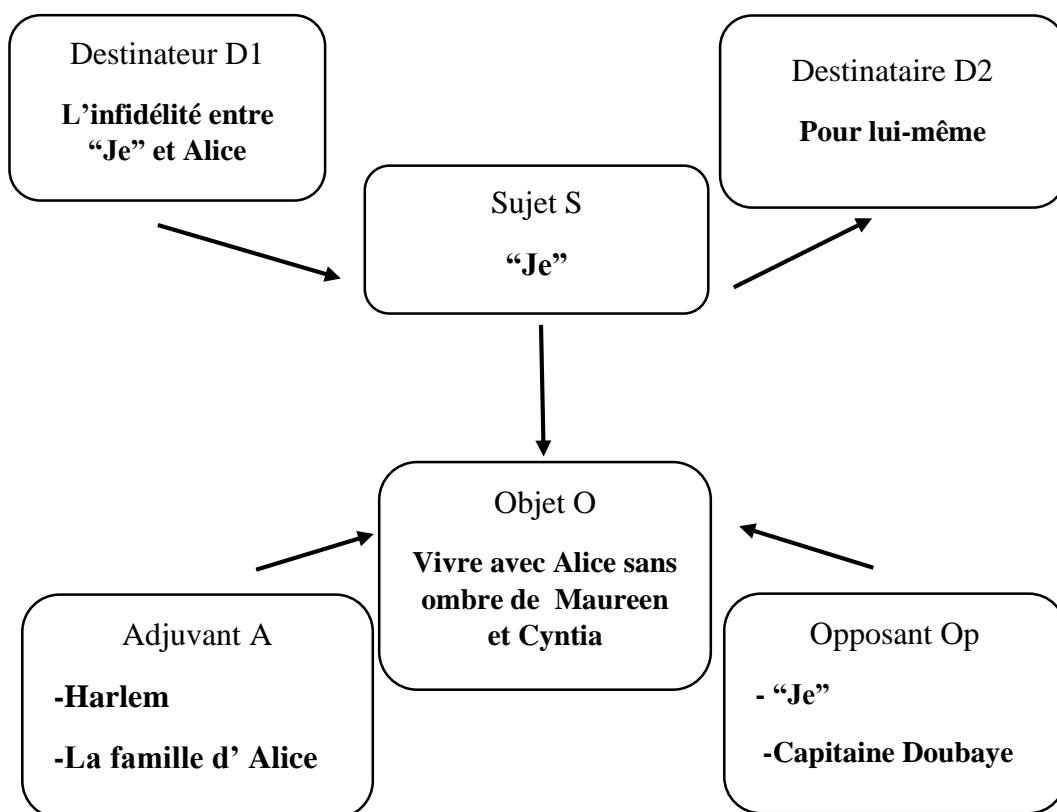 Destinateur D1
L’infidélité entre
“Je” et Alice
Destinataire D2
Pour lui-même
Sujet S
“Je”
Objet O
Vivre avec Alice sans
ombre de Maureen
et Cyntia
Adjuvant A
-Harlem
-La famille d’ Alice
Opposant Op
- “Je”
-Capitaine Doubaye